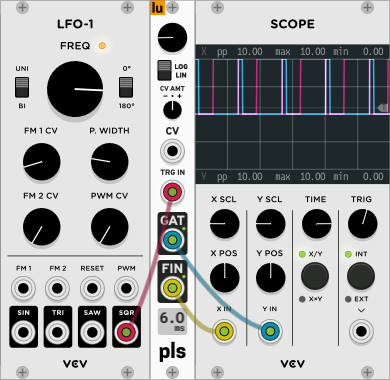 LFO-1
FREQ
UNI
0°
BI
180°
FM 1 CV
P. WIDTH
FM 2 CV
PWM CV
FM 1
FM 2
RESET
PWM
SIN
TRI
SAW
SQR
VCV
lu
LOG
LIN
CV AMT
- • +
CV
TRG IN
GAT
FIN
6.0
ms
pls
SCOPE
X pp 10.00 max 10.00 min 0.00
Y pp 10.00 max 10.00 min 0.00
X SCL
Y SCL
TIME
TRIG
X POS
Y POS
X/Y
INT
X×Y
EXT
X IN
Y IN
VCV